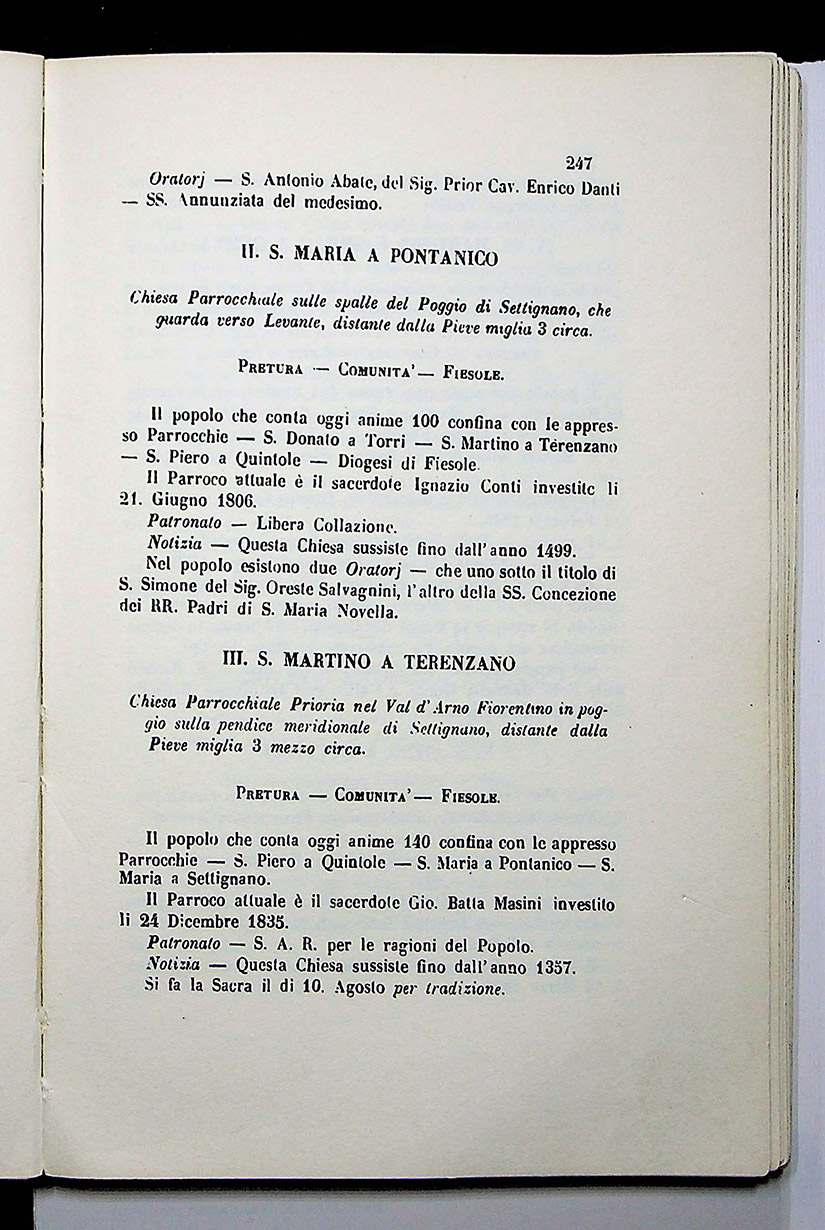 247
Oratorj — S. Antonio Abate, del Sig. Prior Cav. Enrico Danti
— SS. Annunziata del medesimo.
II. S. MARIA A PONTANICO
Chiesa Parrocchiale sulle spalle del Poggio di Settignano, che
guarda verso Levante, distante dalla Pieve miglia 3 circa.
PRETURA — COMUNITA' — FIESOLE.
Il popolo che conta oggi anime 100 confina con le appres-
so Parrocchie — S. Donato a Torri — S. Martino a Terenzano
— S. Piero a Quintole — Diogesi di Fiesole.
Il Parroco attuale è il sacerdote Ignazio Conti investito li
21. Giugno 1806.
Patronato — Libera Collazione.
Notizia — Questa Chiesa sussiste fino dall'anno 1499.
Nel popolo esistono due Oratorj — che uno sotto il titolo di
S. Simone del Sig. Oreste Salvagnini, l'altro della SS. Concezione
dei RR. Padri di S. Maria Novella.
III. S. MARTINO A TERENZANO
Chiesa Parrocchiale Prioria nel Val d'Arno Fiorentino in pog-
gio sulla pendice meridionale di Settignano, distante dalla
Pieve miglia 3 mezzo circa.
PRETURA — COMUNITA' — FIESOLE.
Il popolo che conta oggi anime 140 confina con le appresso
Parrocchie — S. Piero a Quintole — S. Maria a Pontanico — S.
Maria a Settignano.
Il Parroco attuale è il sacerdote Gio. Batta Masini investito
li 24 Dicembre 1835.
Patronato — S. A. R. per le ragioni del Popolo.
Notizia — Questa Chiesa sussiste fino dall'anno 1357.
Si fa la Sacra il di 10. Agosto per tradizione.